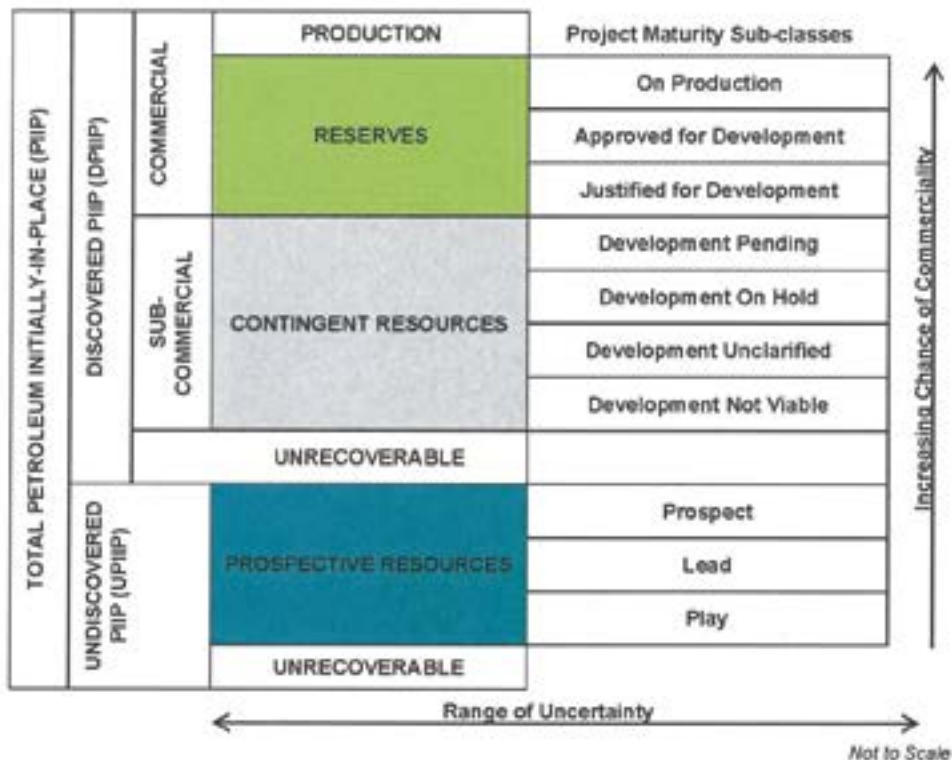 TOTAL PETROLEUM INITIALLY-IN-PLACE (PIIP)
DISCOVERED PIIP (DPIIP)
COMMERCIAL
PRODUCTION
Project Maturity Sub-classes
RESERVES
On Production
Approved for Development
Justified for Development
SUB-
COMMERCIAL
CONTINGENT RESOURCES
Development Pending
Development On Hold
Development Unclarified
Development Not Viable
UNRECOVERABLE
UNDISCOVERED
PIIP (UPIIP)
PROSPECTIVE RESOURCES
Prospect
Lead
Play
UNRECOVERABLE
Increasing Chance of Commerciality
Range of Uncertainty
Not to Scale